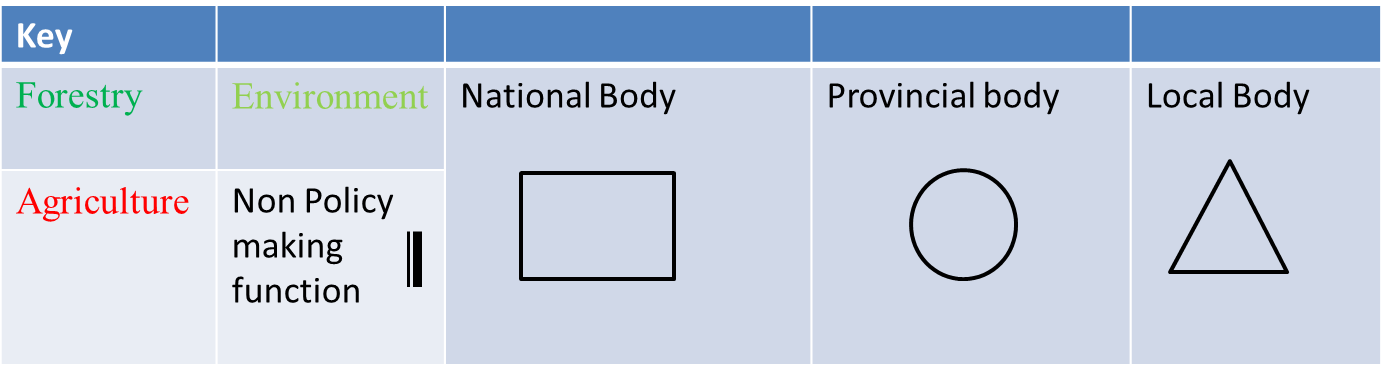 Key
Forestry
Environment
National Body
Provincial body
Local Body
Agriculture
Non Policy
making
function